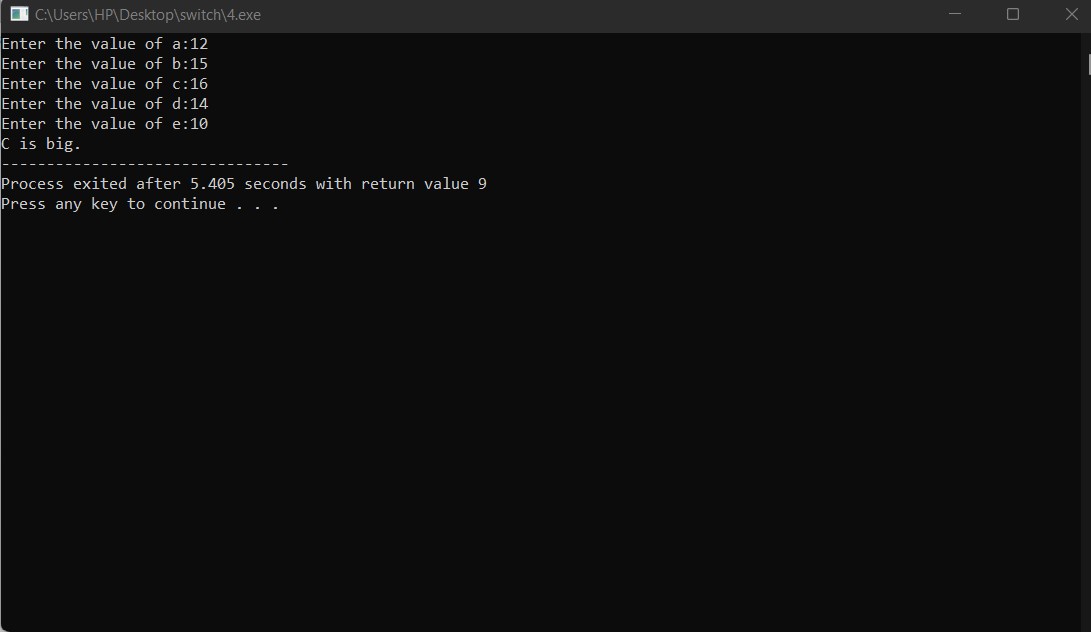 C:\Users\HP\Desktop\switch\4.exe
Enter the value of a:12
Enter the value of b:15
Enter the value of c:16
Enter the value of d:14
Enter the value of e:10
C is big.
--------------------------------
Process exited after 5.405 seconds with return value 9
Press any key to continue . . .